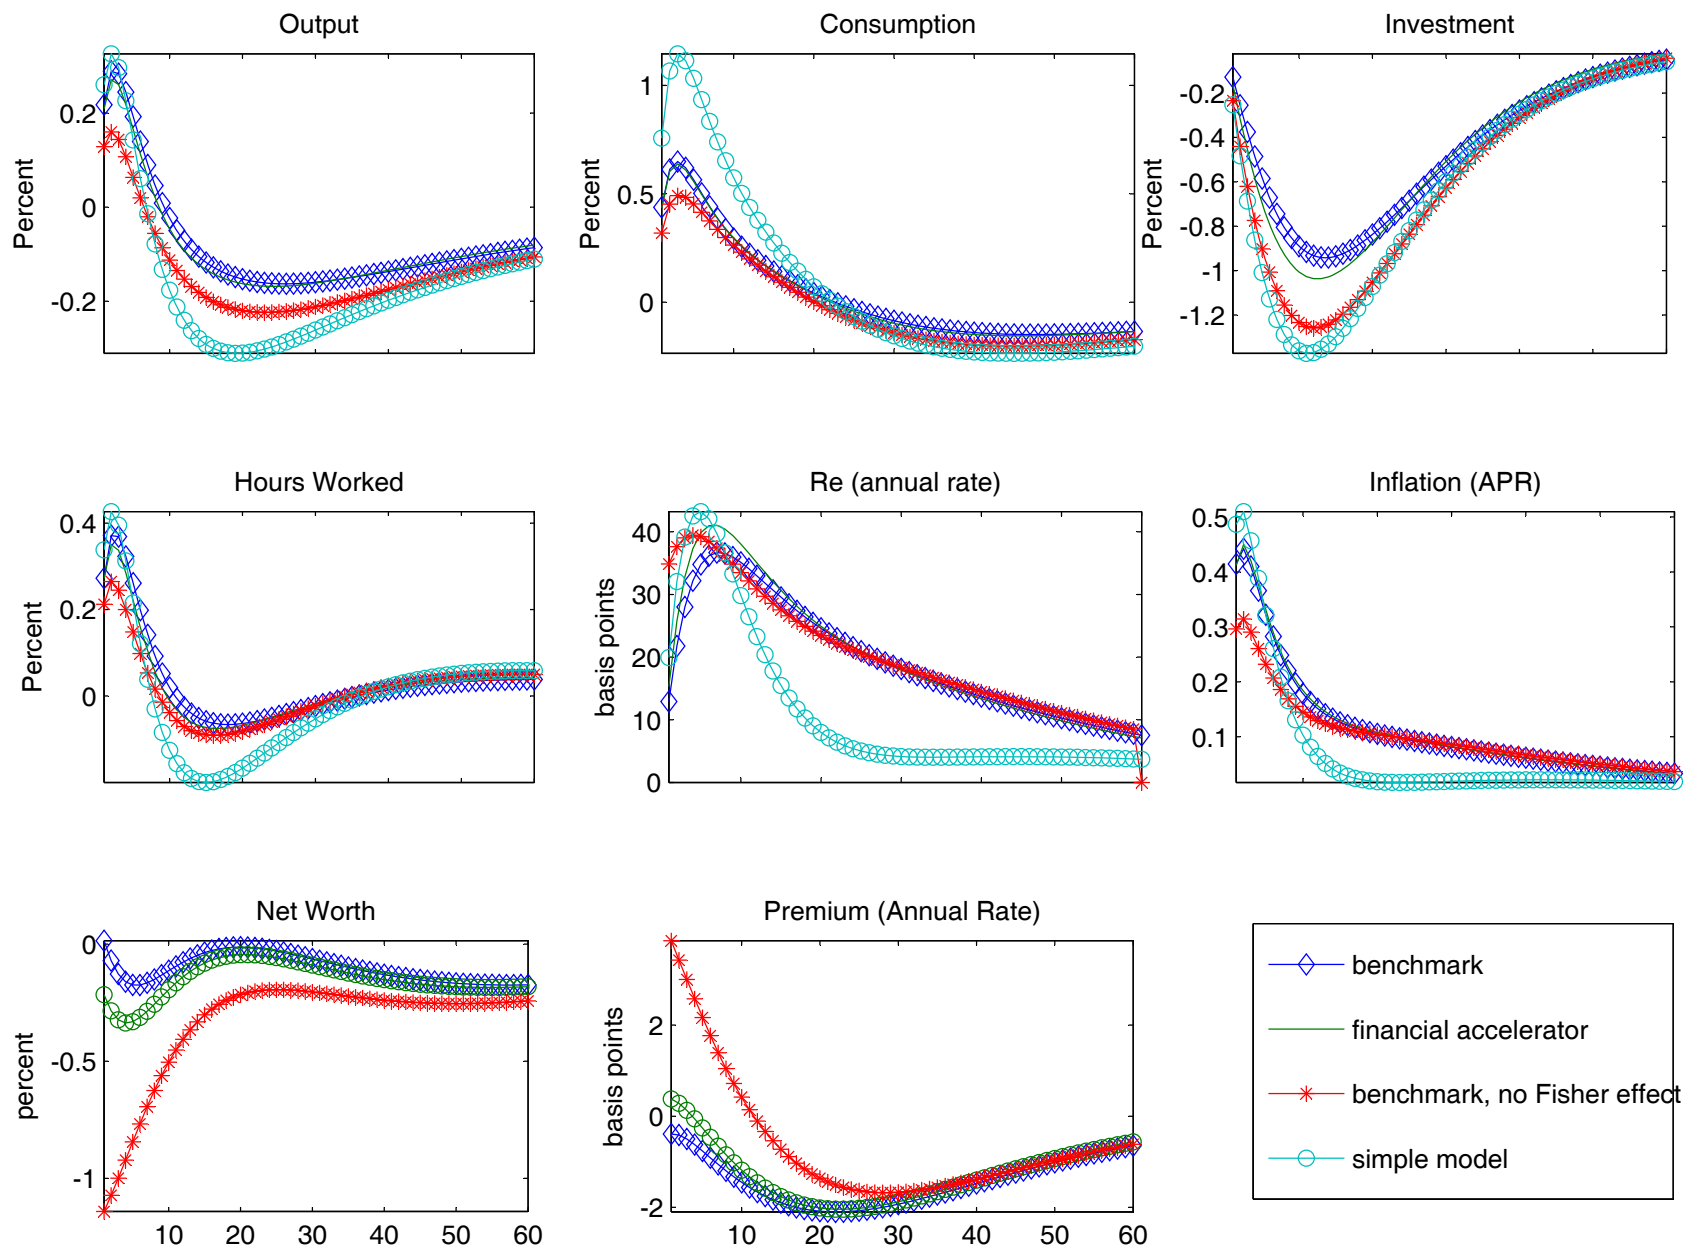 Output
Consumption
Investment
Percent
0.2
0
-0.2
Percent
1
0.5
0
Percent
-0.2
-0.4
-0.6
-0.8
-1
-1.2
Hours Worked
Re (annual rate)
Inflation (APR)
Percent
0.4
0.2
0
basis points
40
30
20
10
0
0.5
0.4
0.3
0.2
0.1
Net Worth
Premium (Annual Rate)
percent
0
-0.5
-1
10 20 30 40 50 60
basis points
2
0
-2
10 20 30 40 50 60
benchmark
financial accelerator
benchmark, no Fisher effect
simple model